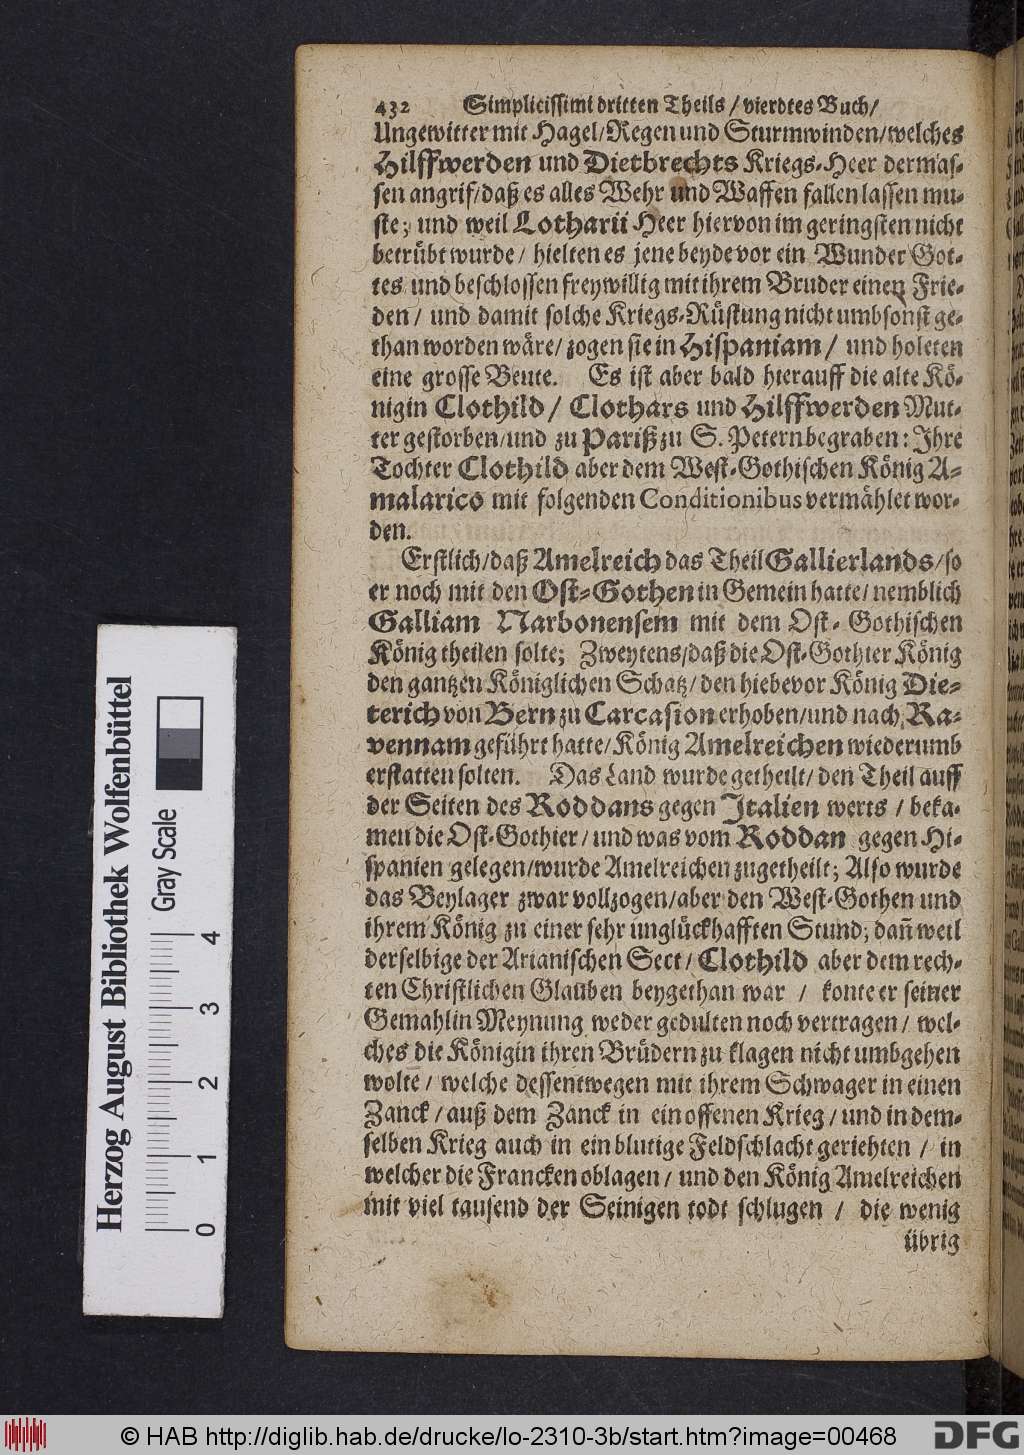 432 Simplicissimi dritten Theils / vierdtes Buch/
Ungewitter mit Hagel/Regen und Sturmwinden/welches
Hilffwerden und Dietbrechts Kriegs-Heer dermas-
sen angrif/daß es alles Wehr und Waffen fallen lassen mu-
ste; und weil Lotharii Heer hiervon im geringsten nicht
betrübt wurde / hielten es jene beyde vor ein Wunder Got-
tes und beschlossen freywillig mit ihrem Bruder einen Frie-
den / und damit solche Kriegs-Rüstung nicht umbsonst ge-
than worden wäre/ zogen sie in Hispaniam / und holeten
eine grosse Beute. Es ist aber bald hierauff die alte Kö-
nigin Clothild / Clothars und Hilffwerden Mut-
ter gestorben/und zu Pariß zu S. Petern begraben: Ihre
Tochter Clothild aber dem West-Gothischen König A-
malarico mit folgenden Conditionibus vermählet wor-
den.
Erstlich/daß Amelreich das Theil Gallierlands/so
er noch mit den Ost-Gothen in Gemein hatte/ nemblich
Galliam Narbonensem mit dem Ost-Gothischen
König theilen solte; Zweytens/daß die Ost-Gothier König
den gantzen Königlichen Schatz/ den hiebevor König Die-
terich von Bern zu Carcasion erhoben/und nach Ra-
vennam geführt hatte/ König Amelreichen wiederumb
erstatten solten. Das Land wurde getheilt/ den Theil auff
der Seiten des Roddans gegen Italien werts / beka-
men die Ost-Gothier / und was vom Roddan gegen Hi-
spanien gelegen/wurde Amelreichen zugetheilt; Also wurde
das Beylager zwar vollzogen/aber den West-Gothen und
ihrem König zu einer sehr unglückhafften Stund; dañ weil
derselbige der Arianischen Sect / Clothild aber dem rech-
ten Christlichen Glauben beygethan war / konte er seiner
Gemahlin Meynung weder gedulten noch vertragen / wel-
ches die Königin ihren Brüdern zu klagen nicht umbgehen
wolte / welche dessentwegen mit ihrem Schwager in einen
Zanck / auß dem Zanck in ein offenen Krieg / und in dem-
selben Krieg auch in ein blutige Feldschlacht geriehten / in
welcher die Francken oblagen / und den König Amelreichen
mit viel tausend der Seinigen todt schlugen / die wenig
übrig
Herzog August Bibliothek Wolfenbüttel
Gray Scale
0 1 2 3 4
© HAB http://diglib.hab.de/drucke/lo-2310-3b/start.htm?image=00468
DFG